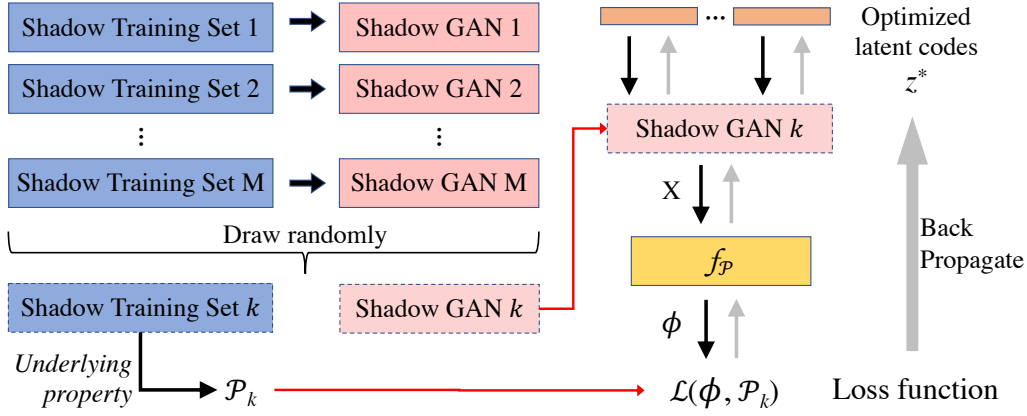 Shadow Training Set 1
Shadow GAN 1
Shadow Training Set 2
Shadow GAN 2
⋮
⋮
Shadow Training Set M
Shadow GAN M
Draw randomly
Shadow Training Set k
Shadow GAN k
Underlying
property
𝒫ₖ
...
Optimized
latent codes
z*
Shadow GAN k
X
f𝒫
Back
Propagate
ϕ
ℒ(ϕ, 𝒫ₖ)
Loss function